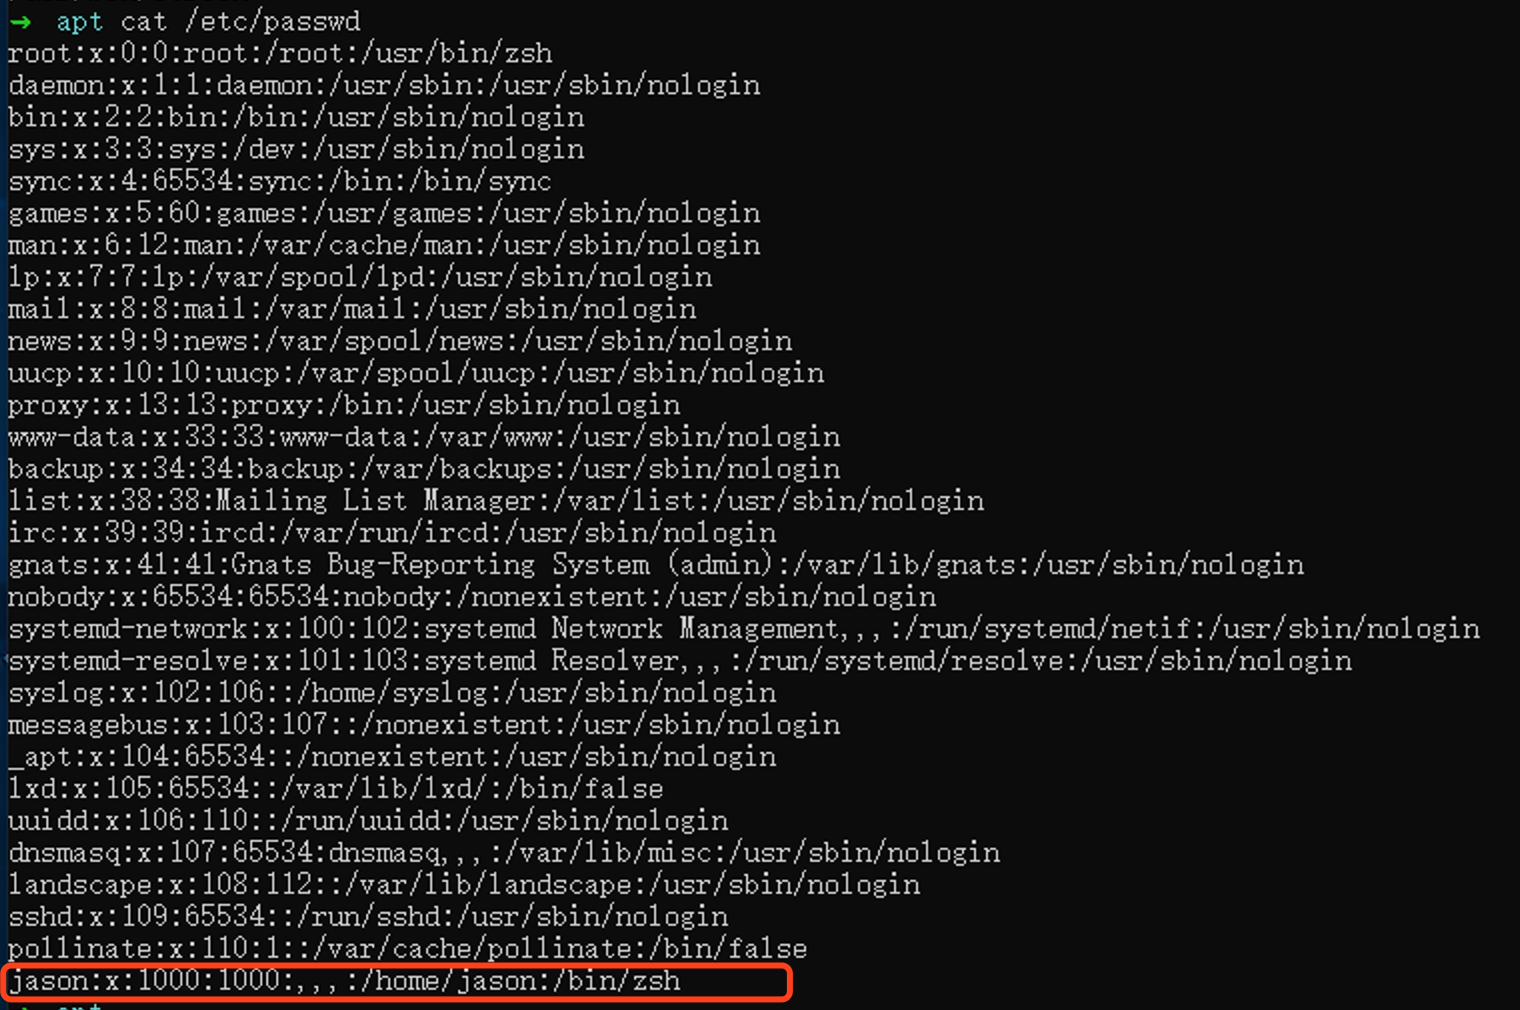 → apt cat /etc/passwd
root:x:0:0:root:/root:/usr/bin/zsh
daemon:x:1:1:daemon:/usr/sbin:/usr/sbin/nologin
bin:x:2:2:bin:/bin:/usr/sbin/nologin
sys:x:3:3:sys:/dev:/usr/sbin/nologin
sync:x:4:65534:sync:/bin:/bin/sync
games:x:5:60:games:/usr/games:/usr/sbin/nologin
man:x:6:12:man:/var/cache/man:/usr/sbin/nologin
lp:x:7:7:lp:/var/spool/lpd:/usr/sbin/nologin
mail:x:8:8:mail:/var/mail:/usr/sbin/nologin
news:x:9:9:news:/var/spool/news:/usr/sbin/nologin
uucp:x:10:10:uucp:/var/spool/uucp:/usr/sbin/nologin
proxy:x:13:13:proxy:/bin:/usr/sbin/nologin
www-data:x:33:33:www-data:/var/www:/usr/sbin/nologin
backup:x:34:34:backup:/var/backups:/usr/sbin/nologin
list:x:38:38:Mailing List Manager:/var/list:/usr/sbin/nologin
irc:x:39:39:ircd:/var/run/ircd:/usr/sbin/nologin
gnats:x:41:41:Gnats Bug-Reporting System (admin):/var/lib/gnats:/usr/sbin/nologin
nobody:x:65534:65534:nobody:/nonexistent:/usr/sbin/nologin
systemd-network:x:100:102:systemd Network Management,,,:/run/systemd/netif:/usr/sbin/nologin
systemd-resolve:x:101:103:systemd Resolver,,,:/run/systemd/resolve:/usr/sbin/nologin
syslog:x:102:106::/home/syslog:/usr/sbin/nologin
messagebus:x:103:107::/nonexistent:/usr/sbin/nologin
_apt:x:104:65534::/nonexistent:/usr/sbin/nologin
lxd:x:105:65534::/var/lib/lxd/:/bin/false
uuidd:x:106:110::/run/uuidd:/usr/sbin/nologin
dnsmasq:x:107:65534:dnsmasq,,,:/var/lib/misc:/usr/sbin/nologin
landscape:x:108:112::/var/lib/landscape:/usr/sbin/nologin
sshd:x:109:65534::/run/sshd:/usr/sbin/nologin
pollinate:x:110:1::/var/cache/pollinate:/bin/false
jason:x:1000:1000:,,,:/home/jason:/bin/zsh